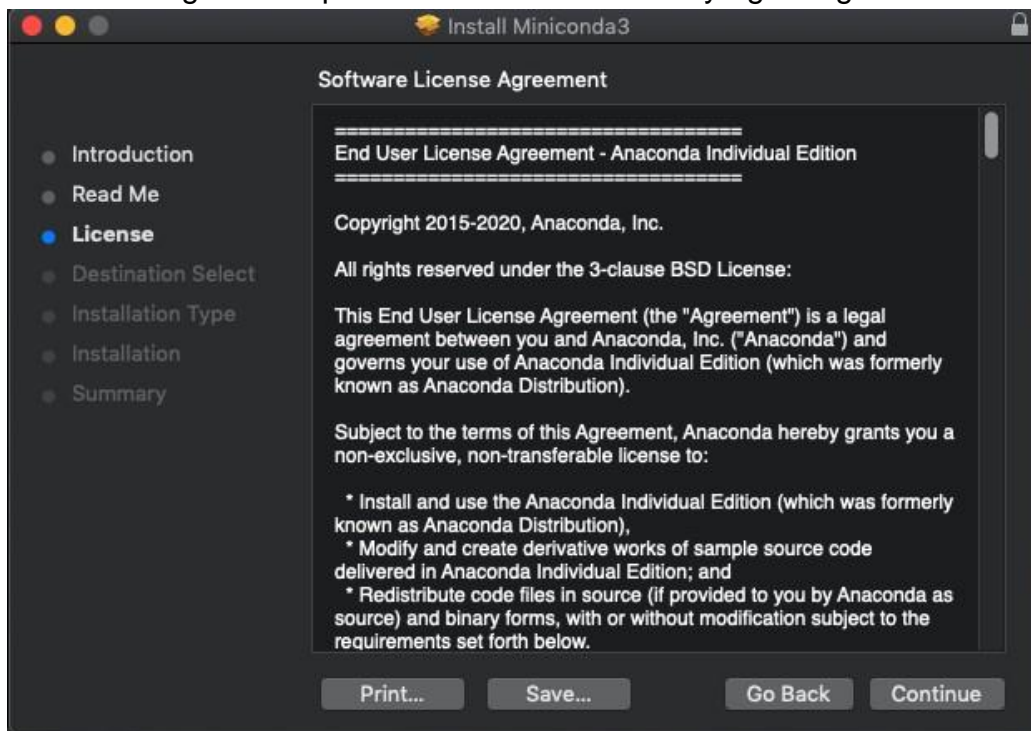 Install Miniconda3
Software License Agreement
Introduction
Read Me
License
Destination Select
Installation Type
Installation
Summary
====================================
End User License Agreement - Anaconda Individual Edition
====================================
Copyright 2015-2020, Anaconda, Inc.
All rights reserved under the 3-clause BSD License:
This End User License Agreement (the "Agreement") is a legal
agreement between you and Anaconda, Inc. ("Anaconda") and
governs your use of Anaconda Individual Edition (which was formerly
known as Anaconda Distribution).
Subject to the terms of this Agreement, Anaconda hereby grants you a
non-exclusive, non-transferable license to:
* Install and use the Anaconda Individual Edition (which was formerly
known as Anaconda Distribution),
* Modify and create derivative works of sample source code
delivered in Anaconda Individual Edition; and
* Redistribute code files in source (if provided to you by Anaconda as
source) and binary forms, with or without modification subject to the
requirements set forth below.
Print...
Save...
Go Back
Continue